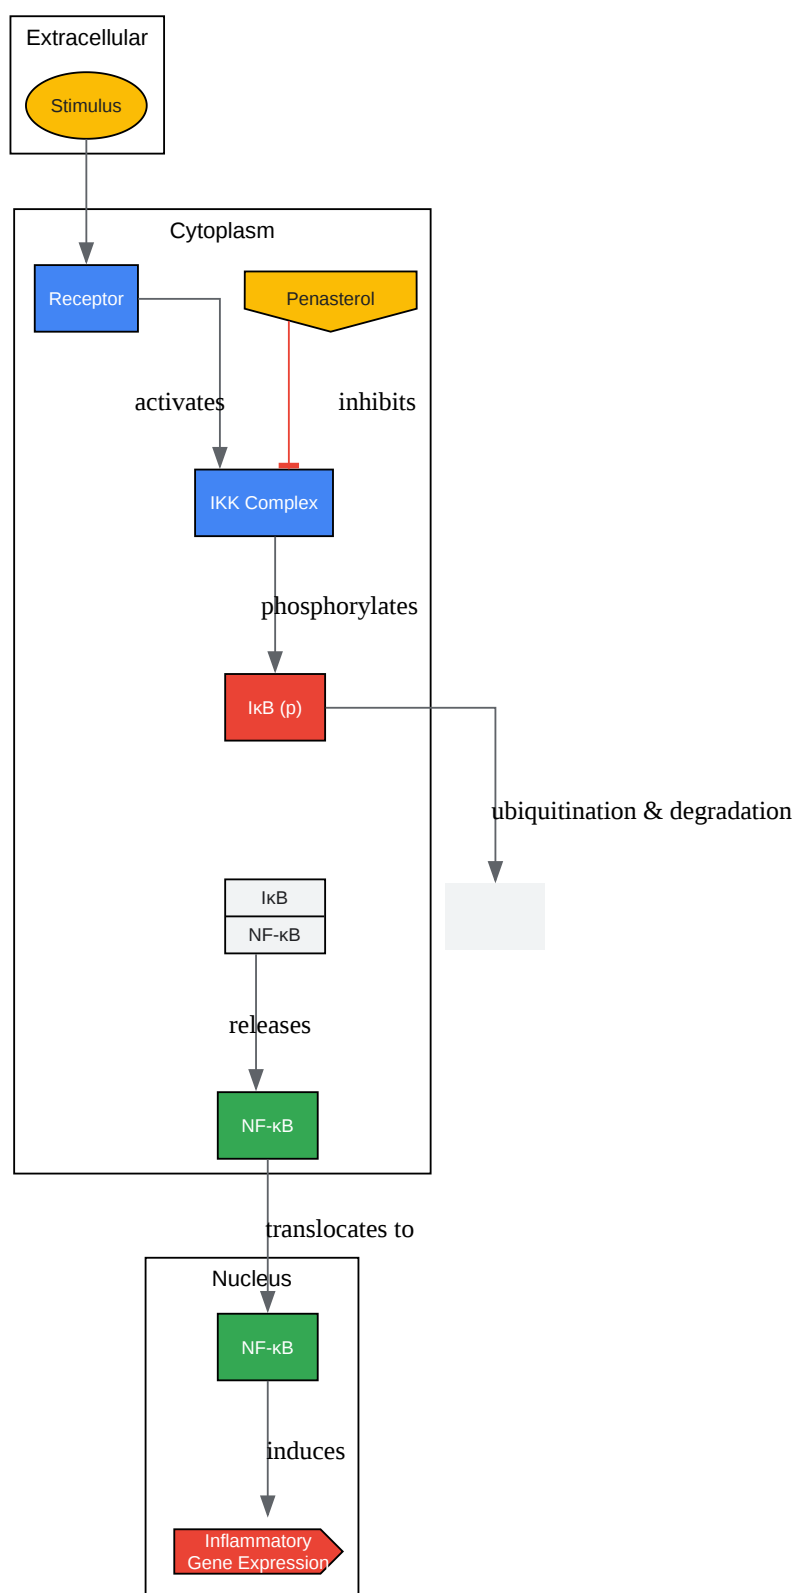 Extracellular
Stimulus
Cytoplasm
Receptor
Penasterol
activates
inhibits
IKK Complex
phosphorylates
IκB (p)
ubiquitination & degradation
IκB
NF-κB
releases
NF-κB
translocates to
Nucleus
NF-κB
induces
Inflammatory
Gene Expression